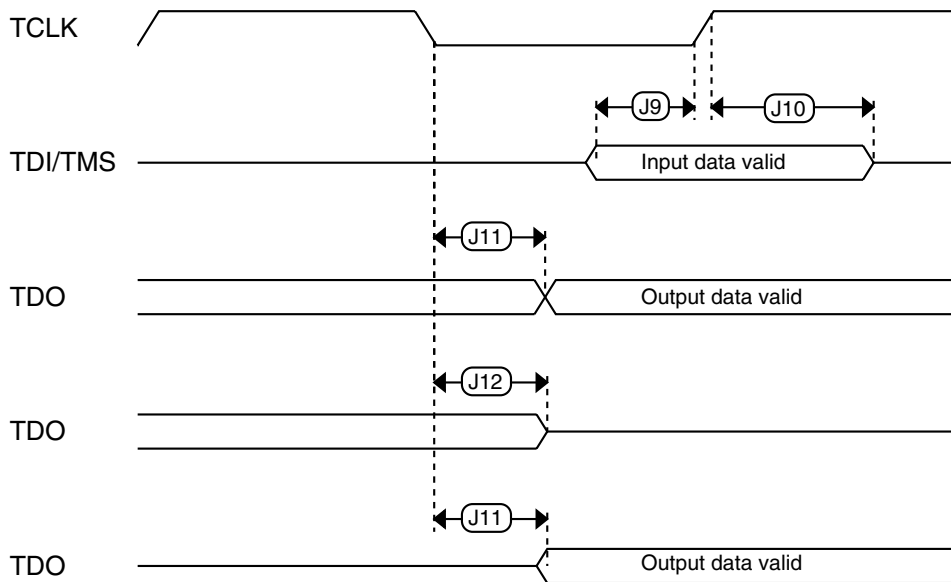 TCLK
J9
J10
TDI/TMS
Input data valid
J11
TDO
Output data valid
J12
TDO
J11
TDO
Output data valid